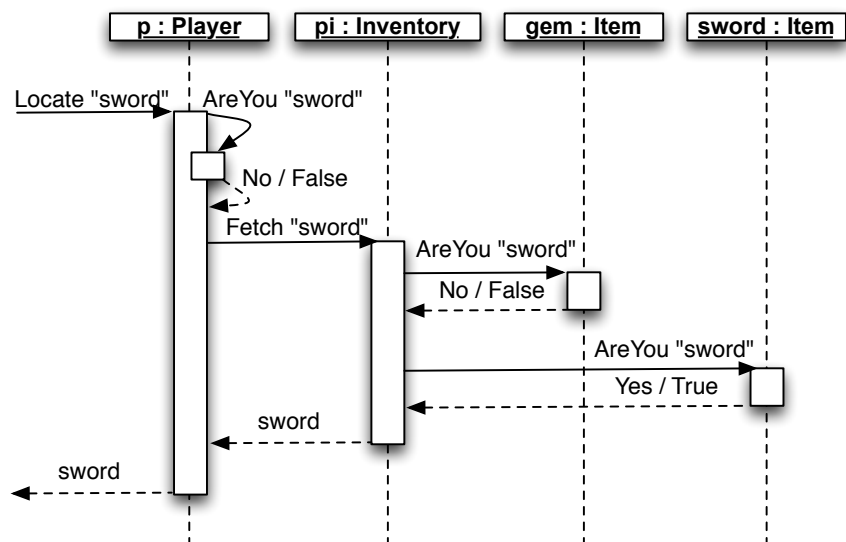 p : Player
pi : Inventory
gem : Item
sword : Item
Locate "sword"
AreYou "sword"
No / False
Fetch "sword"
AreYou "sword"
No / False
AreYou "sword"
Yes / True
sword
sword